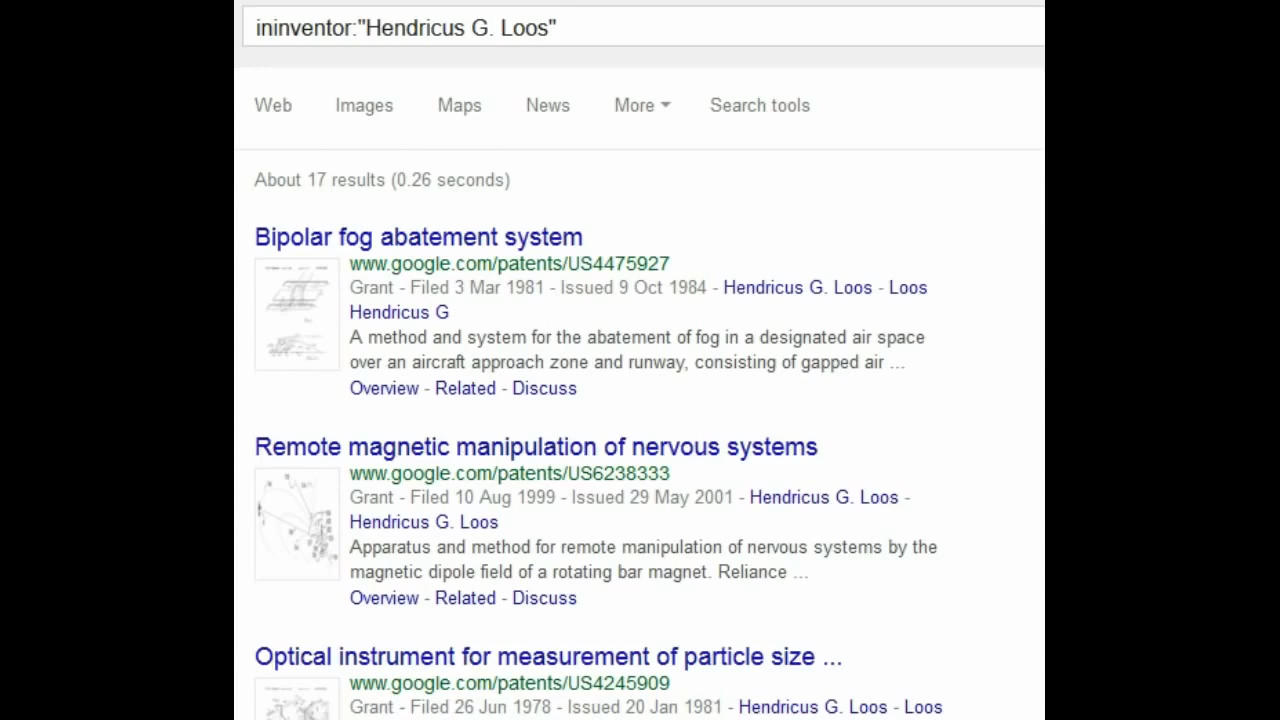 ininventor:"Hendricus G. Loos"
Web Images Maps News More Search tools
About 17 results (0.26 seconds)
Bipolar fog abatement system
www.google.com/patents/US4475927
Grant - Filed 3 Mar 1981 - Issued 9 Oct 1984 - Hendricus G. Loos - Loos
Hendricus G
A method and system for the abatement of fog in a designated air space
over an aircraft approach zone and runway, consisting of gapped air ...
Overview - Related - Discuss
Remote magnetic manipulation of nervous systems
www.google.com/patents/US6238333
Grant - Filed 10 Aug 1999 - Issued 29 May 2001 - Hendricus G. Loos -
Hendricus G. Loos
Apparatus and method for remote manipulation of nervous systems by the
magnetic dipole field of a rotating bar magnet. Reliance ...
Overview - Related - Discuss
Optical instrument for measurement of particle size ...
www.google.com/patents/US4245909
Grant - Filed 26 Jun 1978 - Issued 20 Jan 1981 - Hendricus G. Loos - Loos